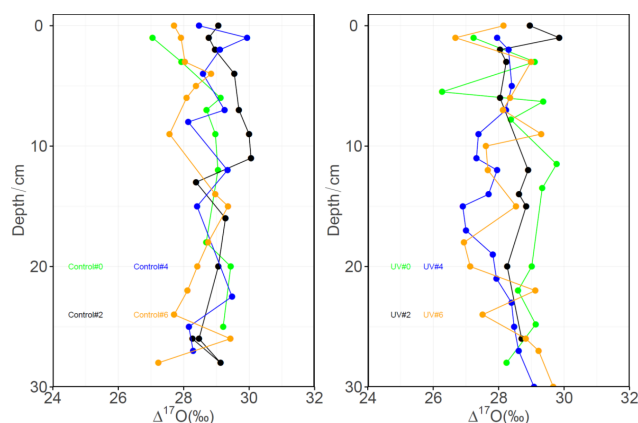 0
10
20
30
Depth/cm
Control#0 Control#4
Control#2 Control#6
24 26 28 30 32
Δ¹⁷O(‰)
0
10
20
30
Depth/cm
UV#0 UV#4
UV#2 UV#6
24 26 28 30 32
Δ¹⁷O(‰)